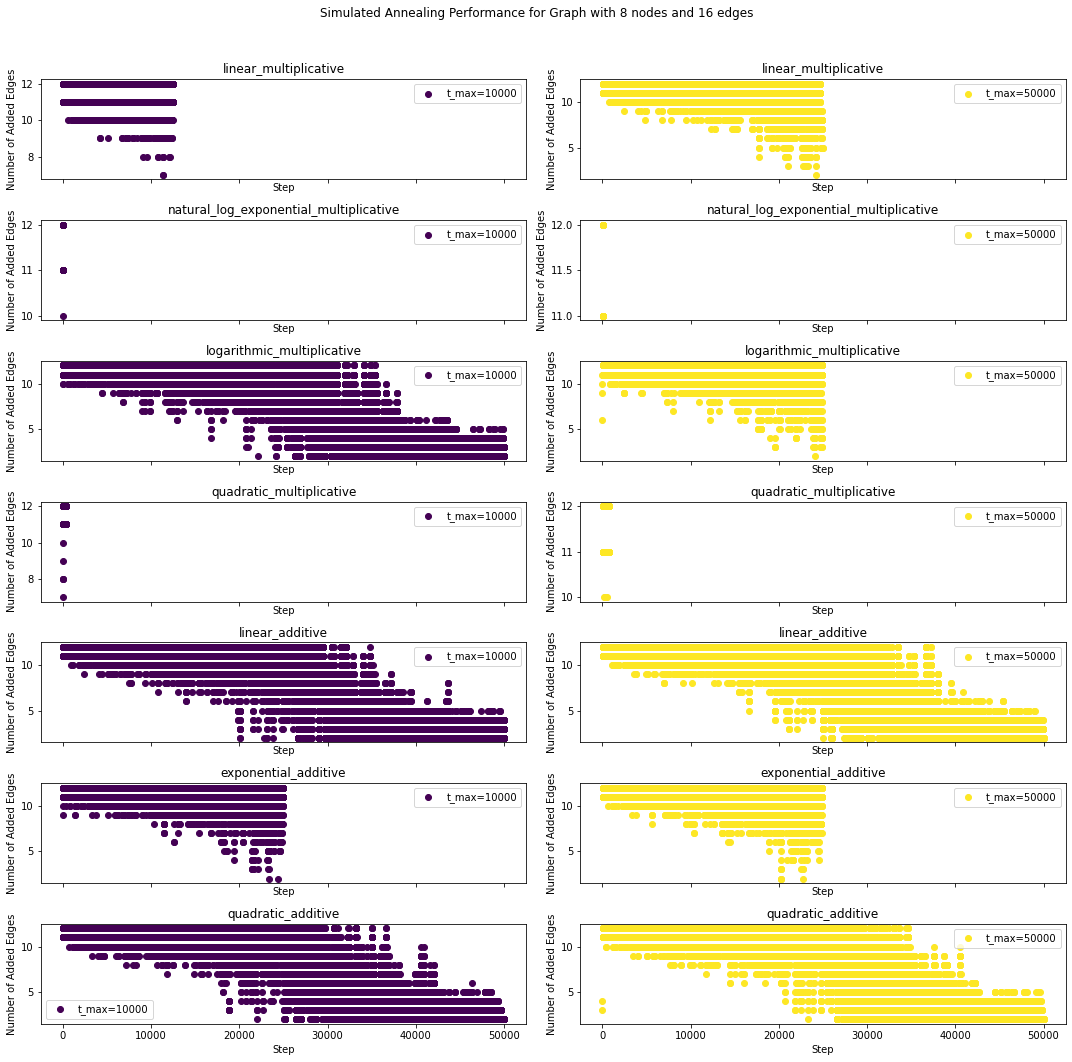 Simulated Annealing Performance for Graph with 8 nodes and 16 edges
linear_multiplicative
Number of Added Edges
12
10
8
t_max=10000
Step
linear_multiplicative
Number of Added Edges
10
5
t_max=50000
Step
natural_log_exponential_multiplicative
Number of Added Edges
12
11
10
t_max=10000
Step
natural_log_exponential_multiplicative
Number of Added Edges
12.0
11.5
11.0
t_max=50000
Step
logarithmic_multiplicative
Number of Added Edges
10
5
t_max=10000
Step
logarithmic_multiplicative
Number of Added Edges
10
5
t_max=50000
Step
quadratic_multiplicative
Number of Added Edges
12
10
8
t_max=10000
Step
quadratic_multiplicative
Number of Added Edges
12
11
10
t_max=50000
Step
linear_additive
Number of Added Edges
10
5
t_max=10000
Step
linear_additive
Number of Added Edges
10
5
t_max=50000
Step
exponential_additive
Number of Added Edges
10
5
t_max=10000
Step
exponential_additive
Number of Added Edges
10
5
t_max=50000
Step
quadratic_additive
Number of Added Edges
10
5
t_max=10000
0 10000 20000 30000 40000 50000
Step
quadratic_additive
Number of Added Edges
10
5
t_max=50000
0 10000 20000 30000 40000 50000
Step